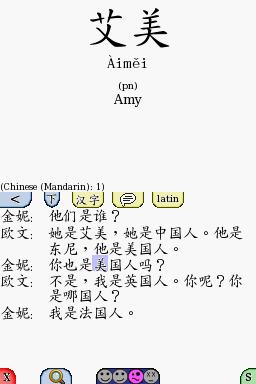 艾美
Àiměi
(pn)
Amy
(Chinese (Mandarin): 1)
< 下 汉字 latin
金妮: 他们是谁？
欧文: 她是艾美，她是中国人。他是
东尼，他是美国人。
金妮: 你也是美国人吗？
欧文: 不是，我是英国人。你呢？你
是哪国人？
金妮: 我是法国人。
X S